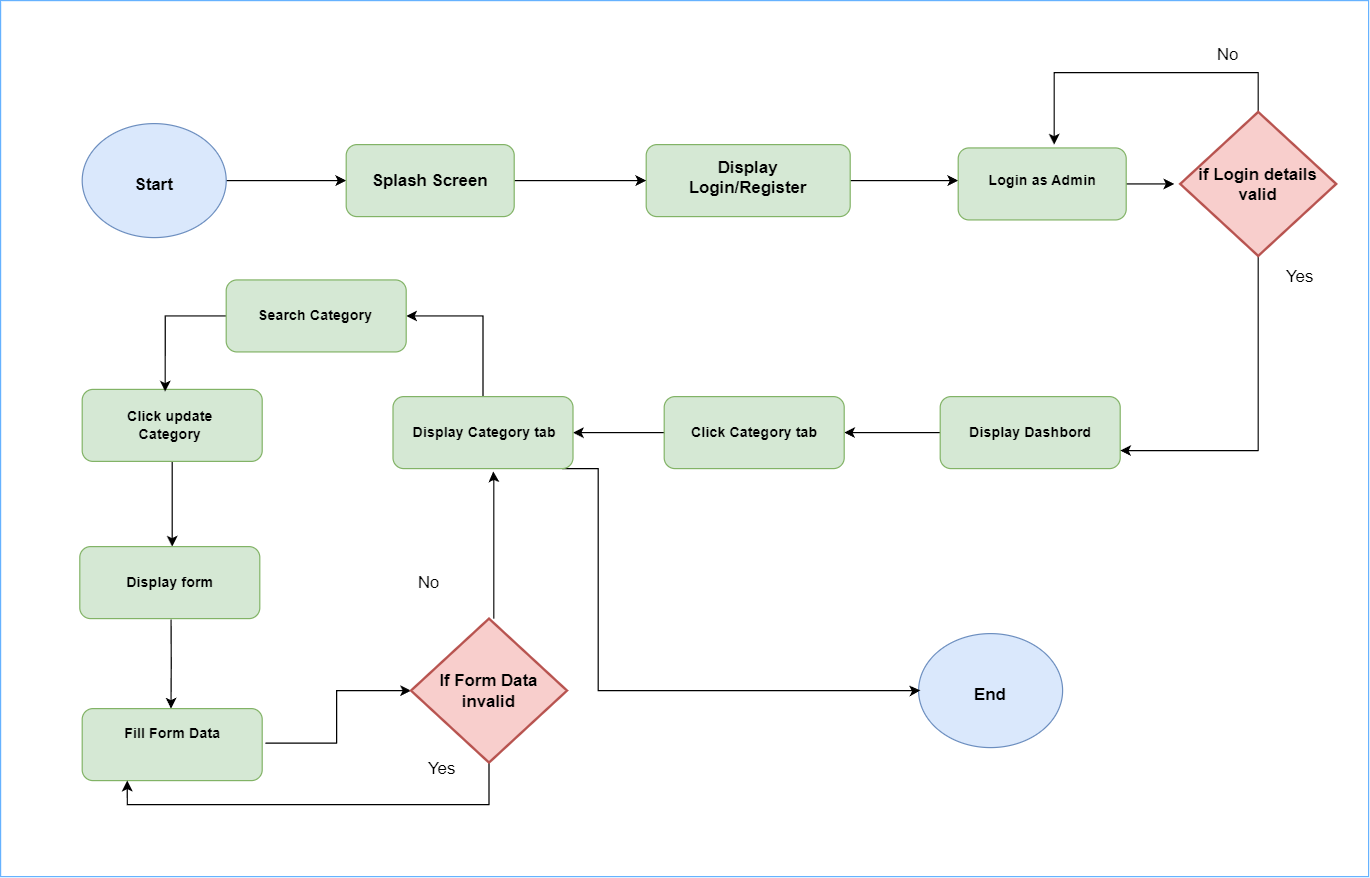 No
Start
Splash Screen
Display
Login/Register
Login as Admin
if Login details
valid
Yes
Search Category
Click update
Category
Display Category tab
Click Category tab
Display Dashbord
Display form
No
If Form Data
invalid
End
Fill Form Data
Yes